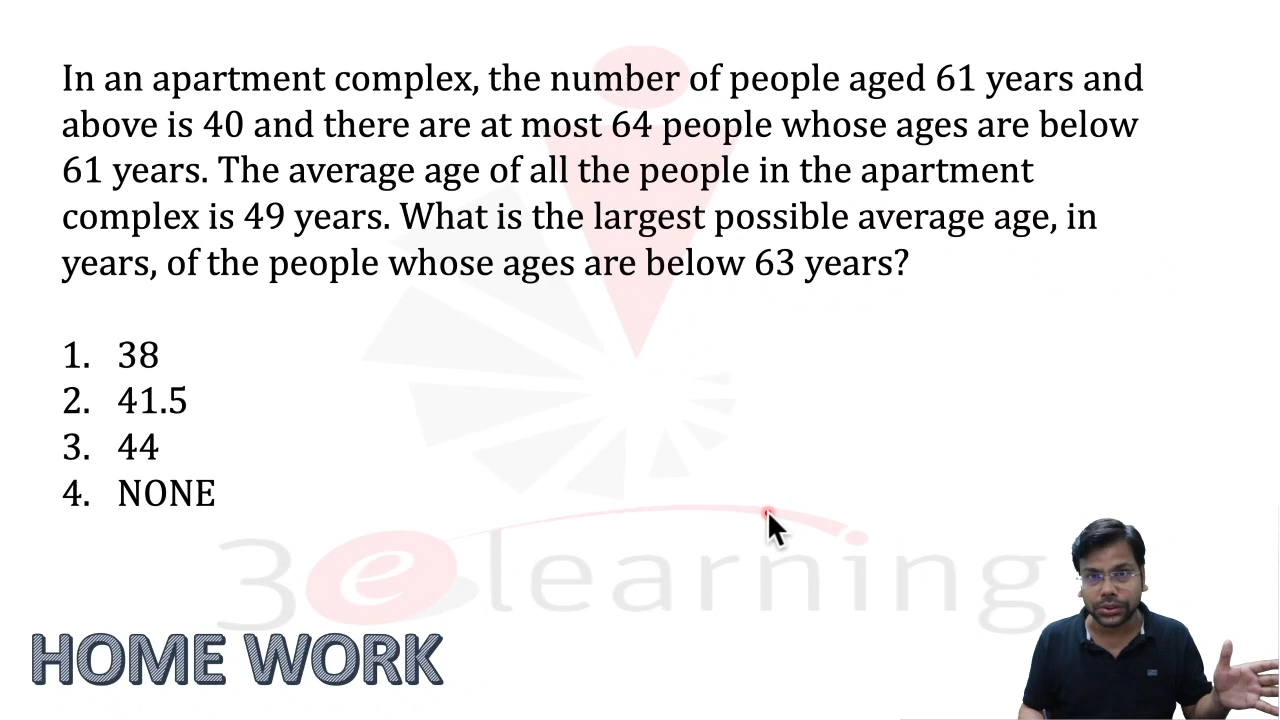 In an apartment complex, the number of people aged 61 years and
above is 40 and there are at most 64 people whose ages are below
61 years. The average age of all the people in the apartment
complex is 49 years. What is the largest possible average age, in
years, of the people whose ages are below 63 years?
1. 38
2. 41.5
3. 44
4. NONE
3elearning
HOME WORK